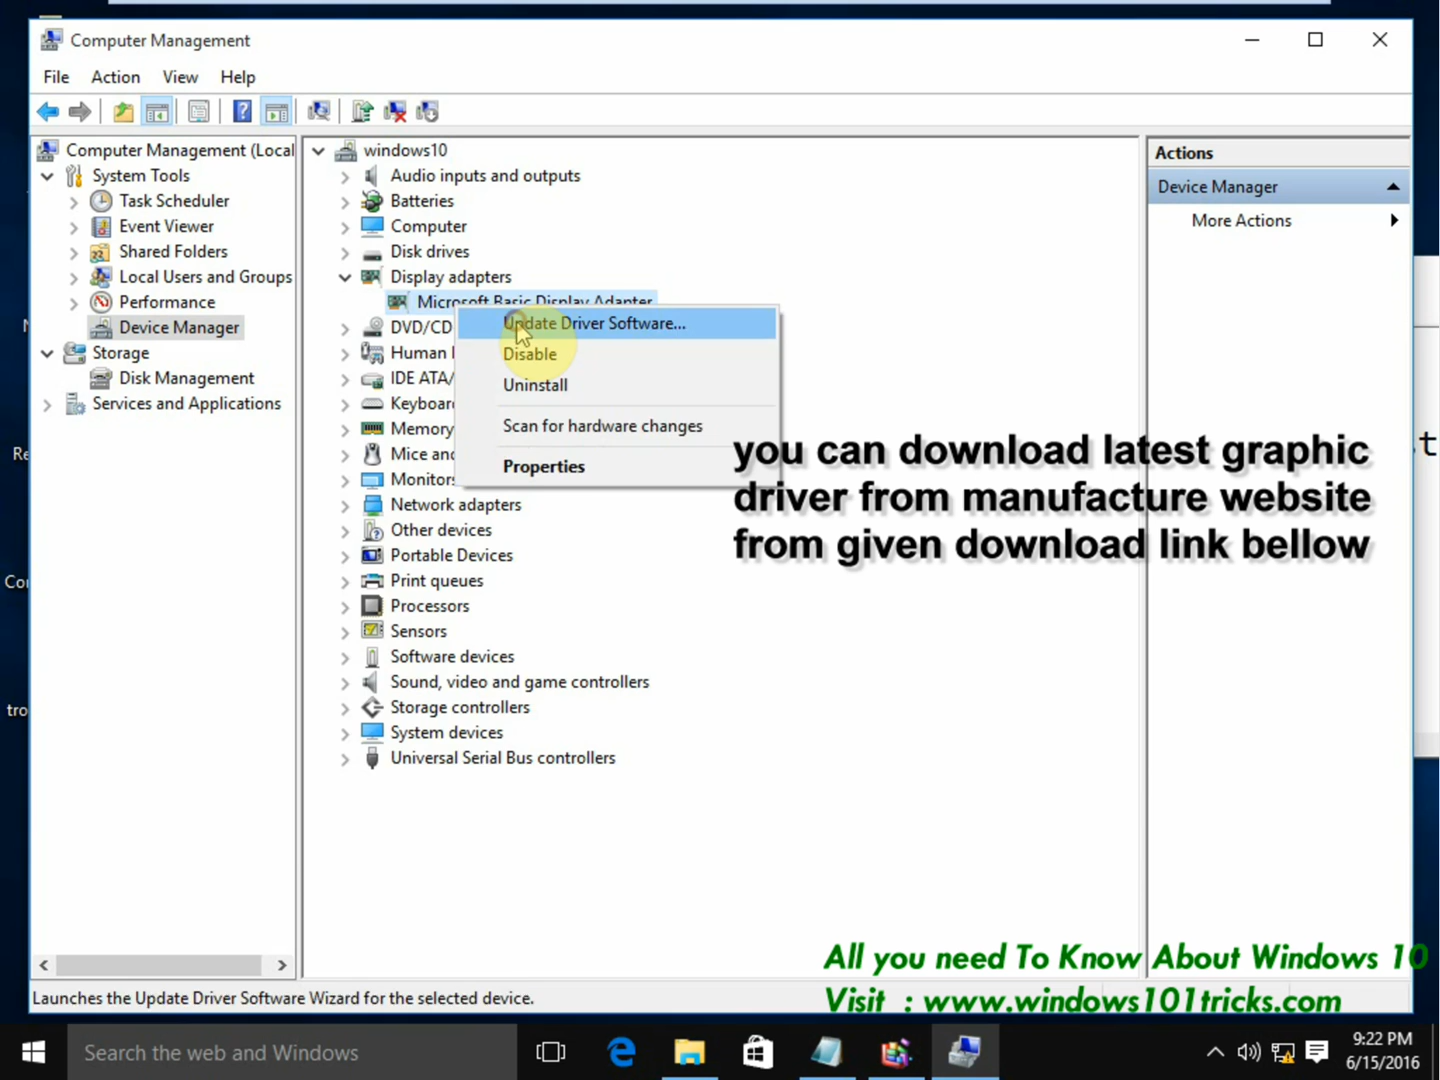 Computer Management
File Action View Help
Computer Management (Local
System Tools
Task Scheduler
Event Viewer
Shared Folders
Local Users and Groups
Performance
Device Manager
Storage
Disk Management
Services and Applications
windows10
Audio inputs and outputs
Batteries
Computer
Disk drives
Display adapters
Microsoft Basic Display Adapter
DVD/CD
Human
IDE ATA/
Keyboar
Memory
Mice and
Monitors
Network adapters
Other devices
Portable Devices
Print queues
Processors
Sensors
Software devices
Sound, video and game controllers
Storage controllers
System devices
Universal Serial Bus controllers
Update Driver Software...
Disable
Uninstall
Scan for hardware changes
Properties
Actions
Device Manager
More Actions
you can download latest graphic
driver from manufacture website
from given download link bellow
Re
Cor
tro
All you need To Know About Windows 10
Visit : www.windows101tricks.com
Launches the Update Driver Software Wizard for the selected device.
Search the web and Windows
9:22 PM
6/15/2016